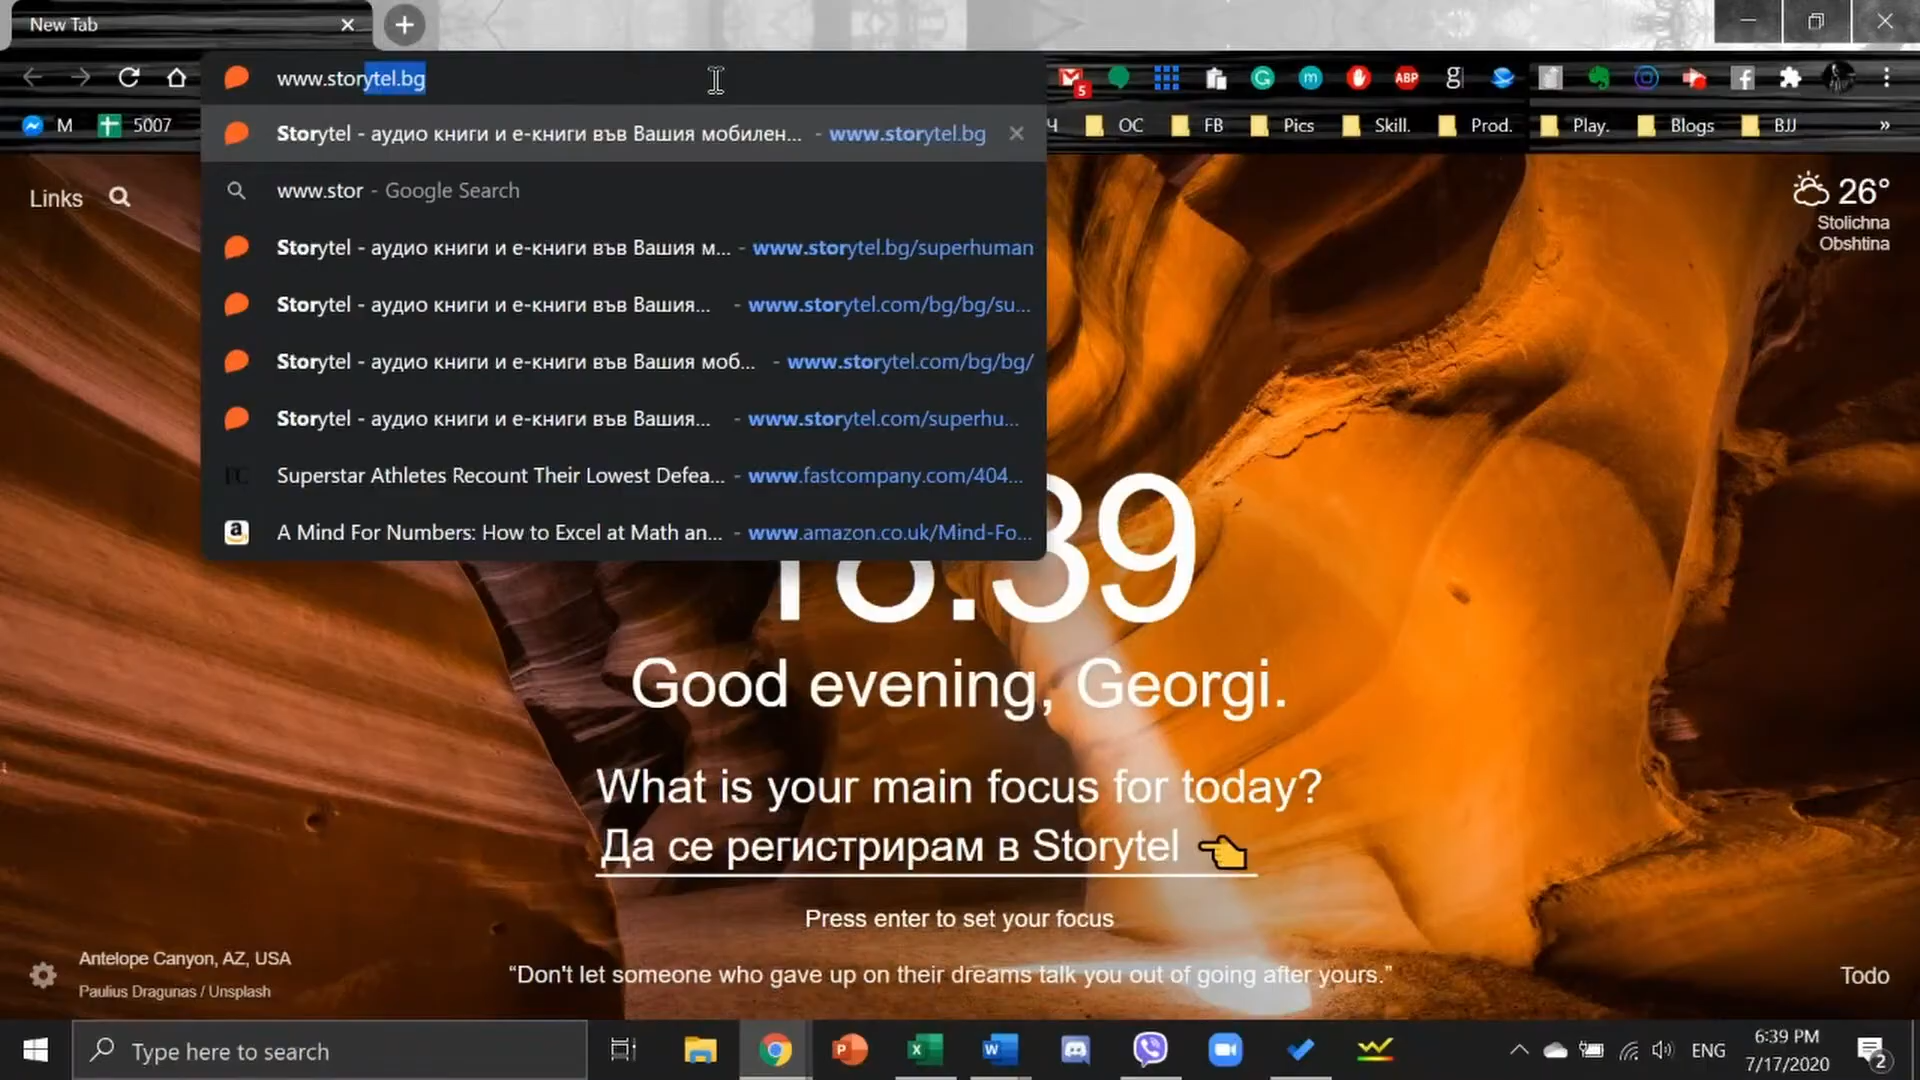 New Tab
www.storytel.bg
5
M
5007
Ч
OC
FB
Pics
Skill.
Prod.
Play.
Blogs
BJJ
»
Storytel - аудио книги и е-книги във Вашия мобилен... - www.storytel.bg
www.stor - Google Search
Storytel - аудио книги и е-книги във Вашия м... - www.storytel.bg/superhuman
Storytel - аудио книги и е-книги във Вашия... - www.storytel.com/bg/bg/su...
Storytel - аудио книги и е-книги във Вашия моб... - www.storytel.com/bg/bg/
Storytel - аудио книги и е-книги във Вашия... - www.storytel.com/superhu...
Superstar Athletes Recount Their Lowest Defea... - www.fastcompany.com/404...
A Mind For Numbers: How to Excel at Math an... - www.amazon.co.uk/Mind-Fo...
Links
26°
Stolichna
Obshtina
18:39
Good evening, Georgi.
What is your main focus for today?
Да се регистрирам в Storytel 👈
Press enter to set your focus
Antelope Canyon, AZ, USA
Paulius Dragunas / Unsplash
“Don't let someone who gave up on their dreams talk you out of going after yours.”
Todo
Type here to search
ENG
6:39 PM
7/17/2020
2